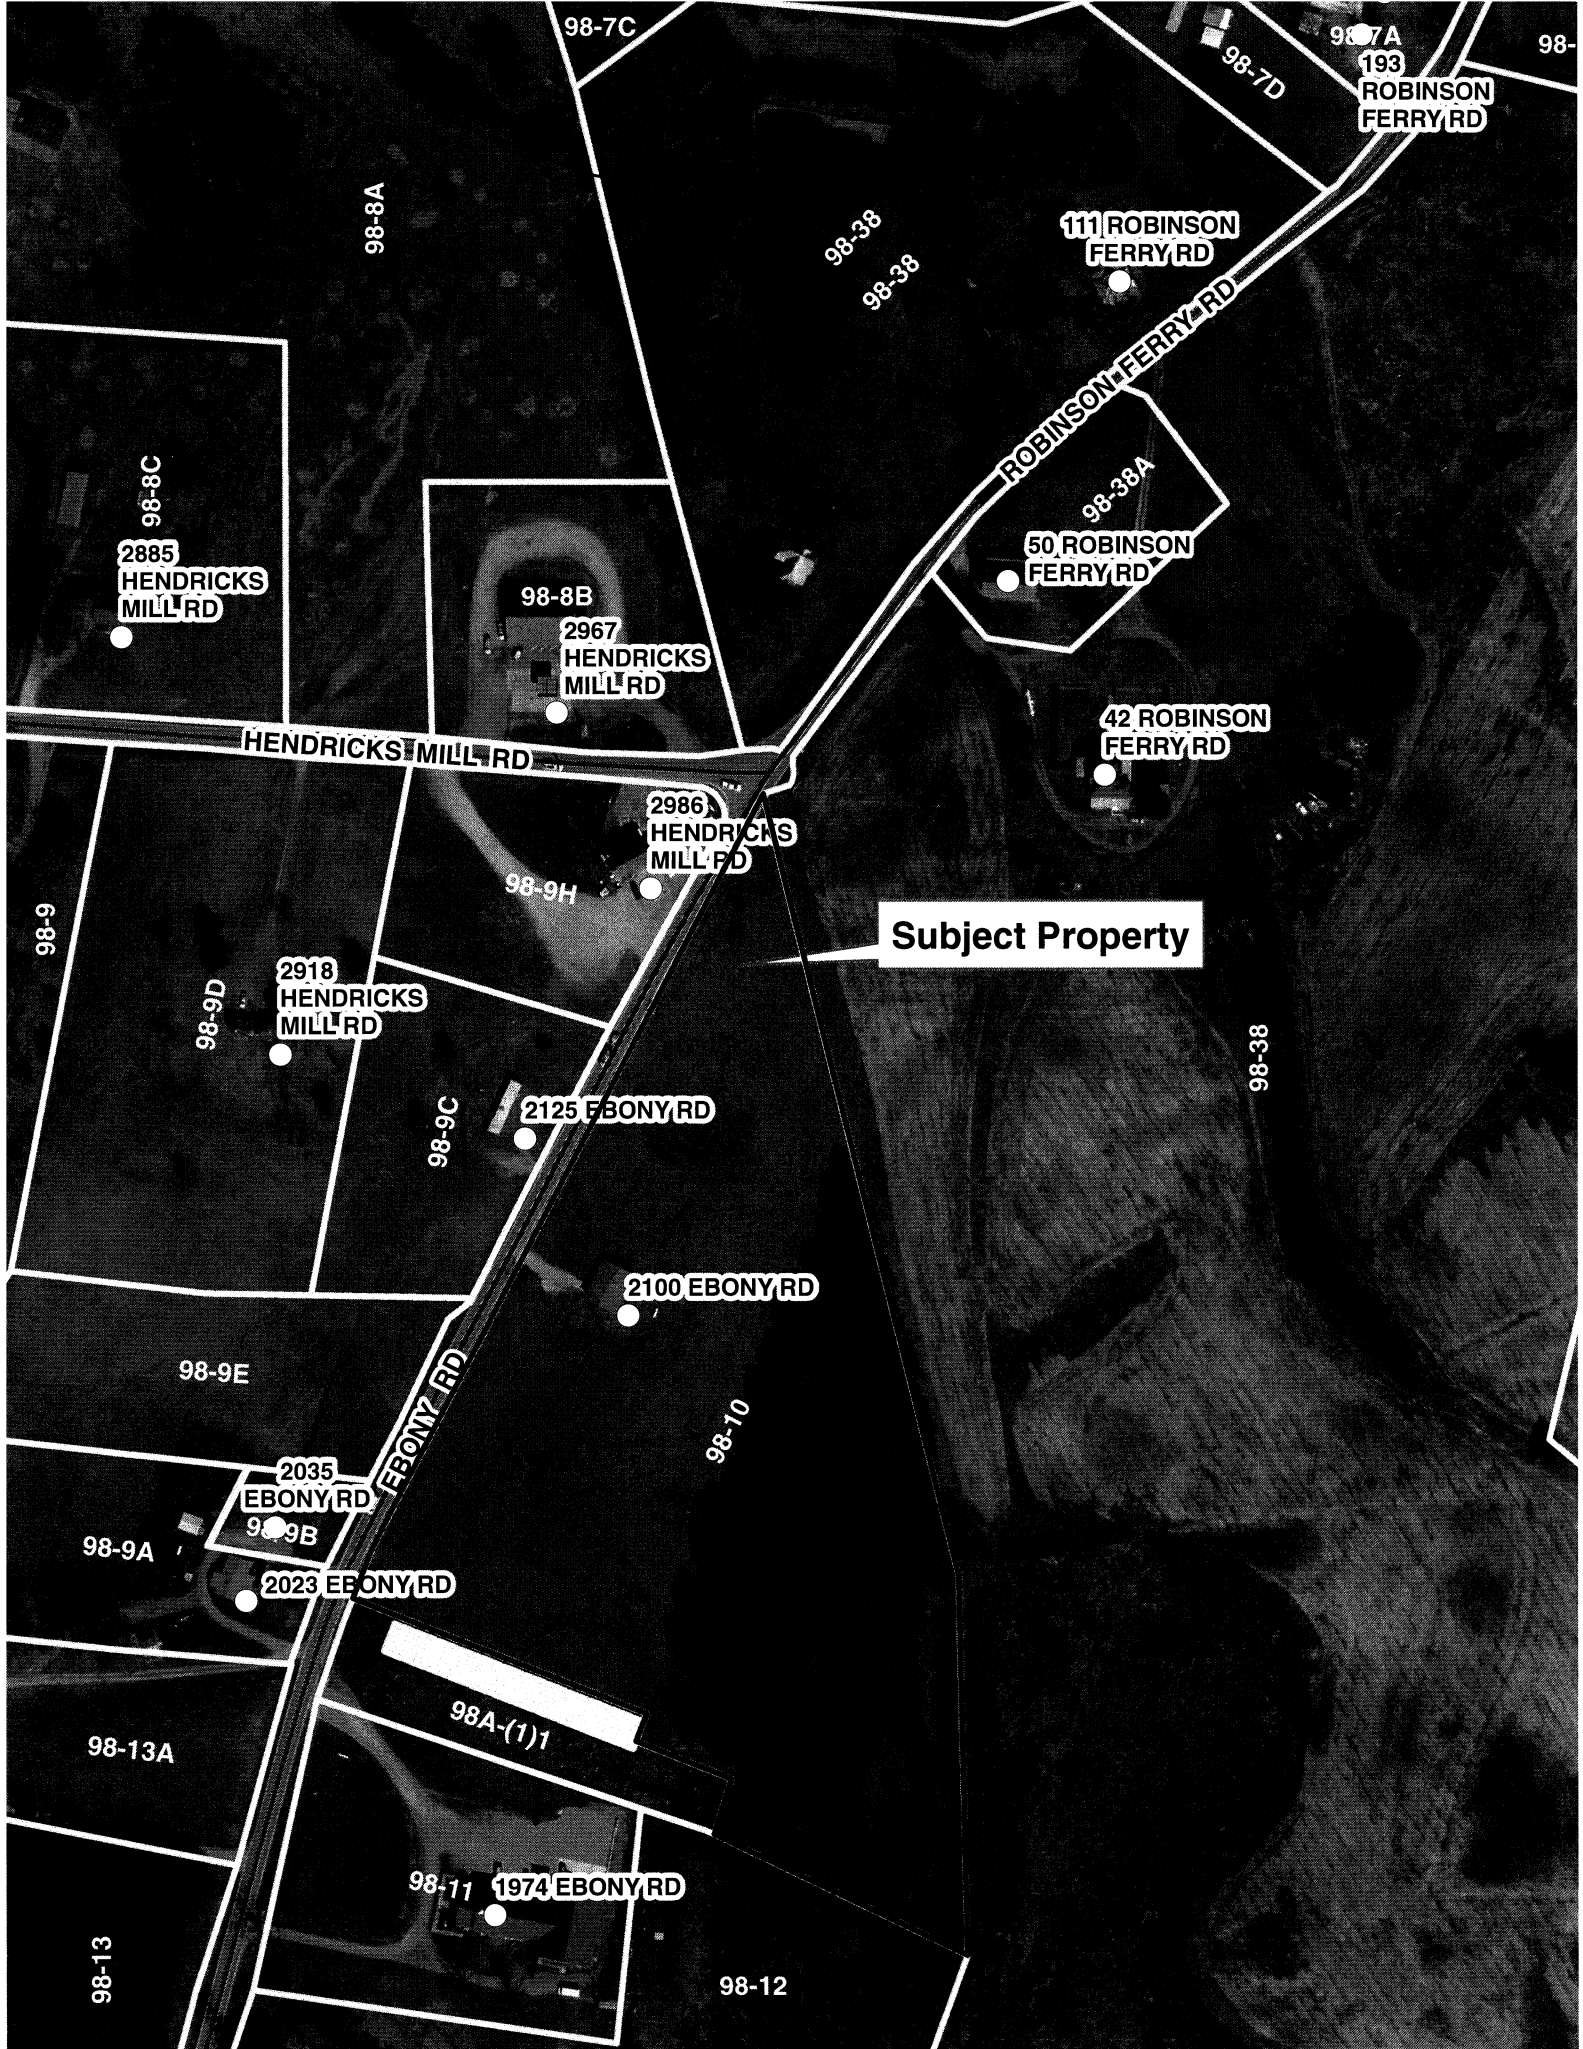 98-7C
98-7A
98-
193
ROBINSON
FERRY RD
98-7D
98-8A
98-38
98-38
111 ROBINSON
FERRY RD
ROBINSON FERRY RD
98-38A
50 ROBINSON
FERRY RD
98-8C
2885
HENDRICKS
MILL RD
98-8B
2967
HENDRICKS
MILL RD
42 ROBINSON
FERRY RD
HENDRICKS MILL RD
2986
HENDRICKS
MILL RD
98-9H
98-9
Subject Property
2918
HENDRICKS
MILL RD
98-9D
98-38
98-9C
2125 EBONY RD
2100 EBONY RD
98-9E
EBONY RD
98-10
2035
EBONY RD
98-9B
98-9A
2023 EBONY RD
98A-(1)1
98-13A
98-11
1974 EBONY RD
98-13
98-12